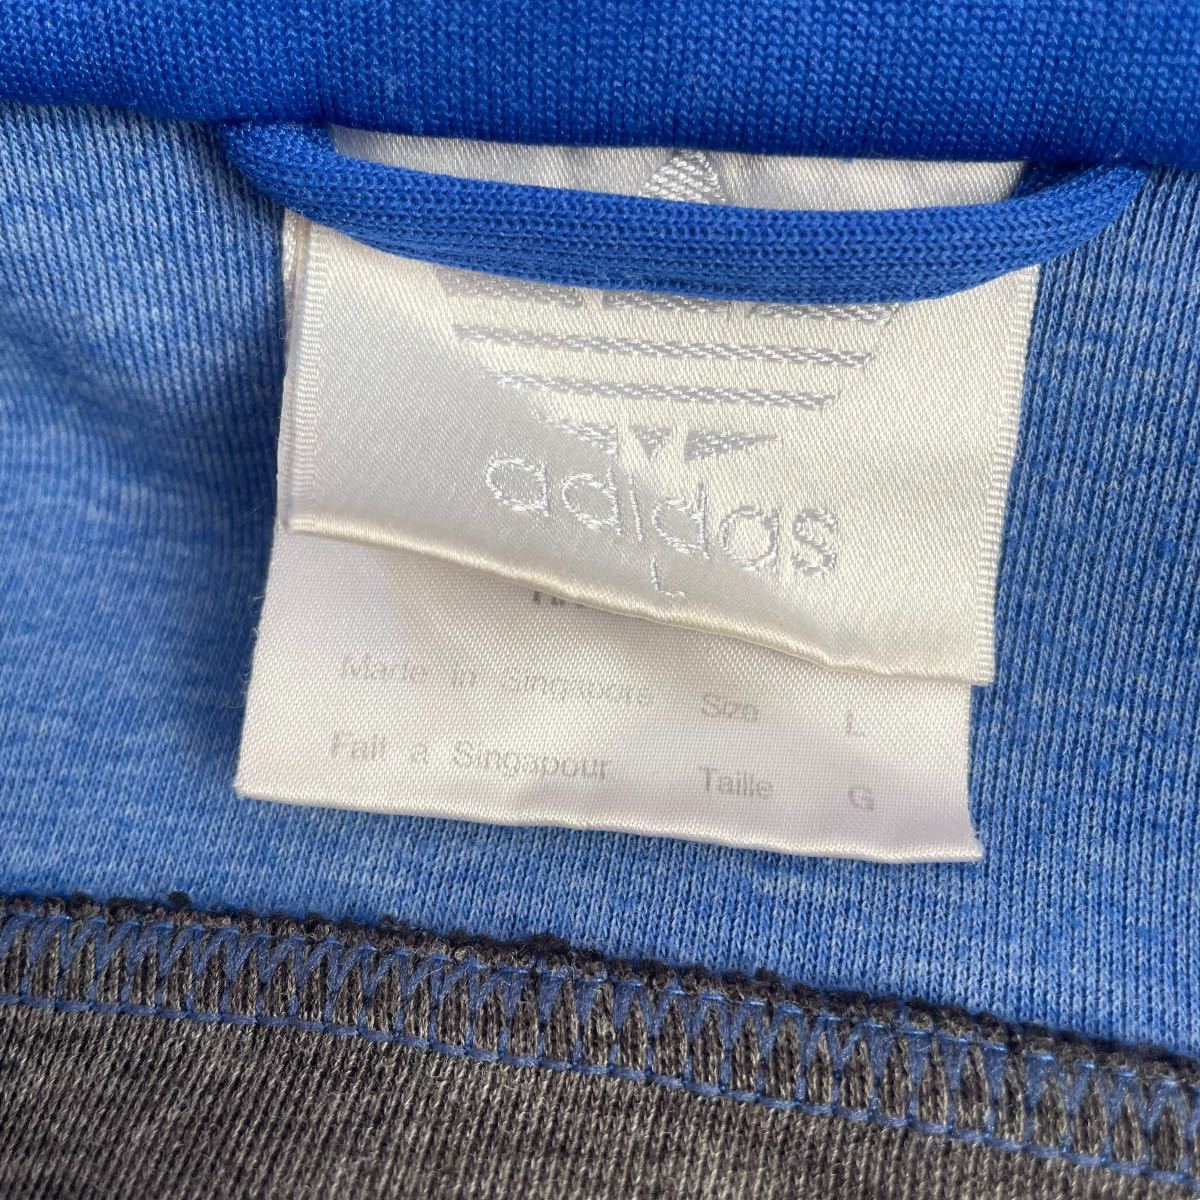 adidas
L
Made in Singapore Size L
Fait a Singapour Taille G